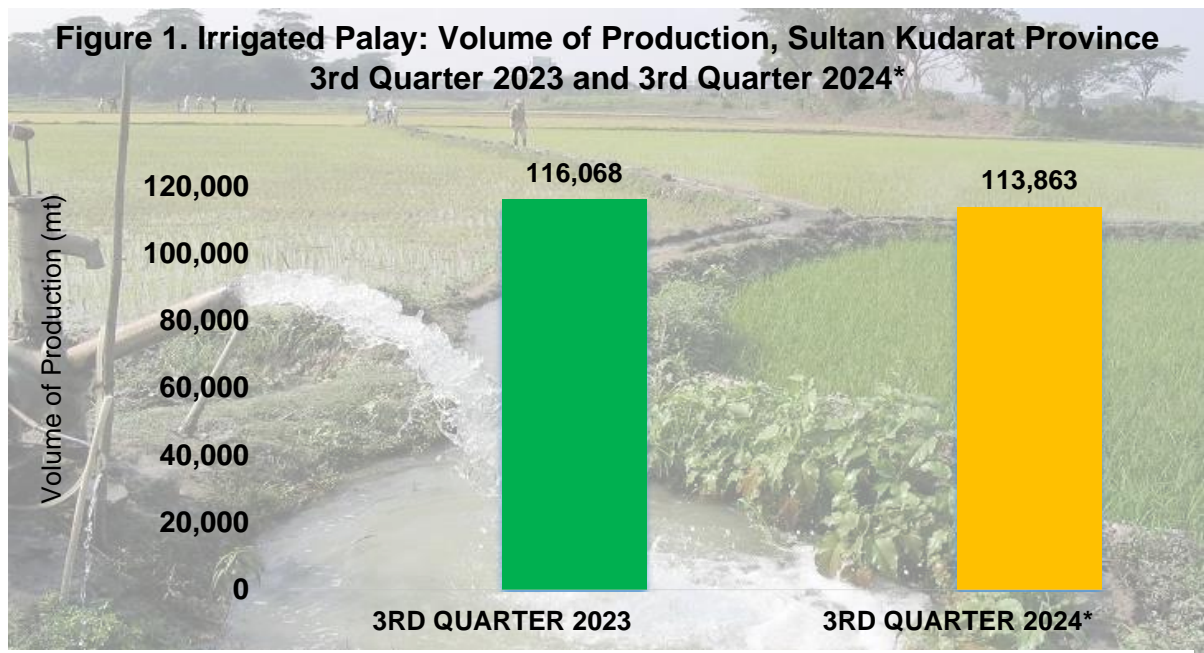 Figure 1. Irrigated Palay: Volume of Production, Sultan Kudarat Province
3rd Quarter 2023 and 3rd Quarter 2024*
Volume of Production (mt)
120,000
100,000
80,000
60,000
40,000
20,000
0
116,068
113,863
3RD QUARTER 2023
3RD QUARTER 2024*